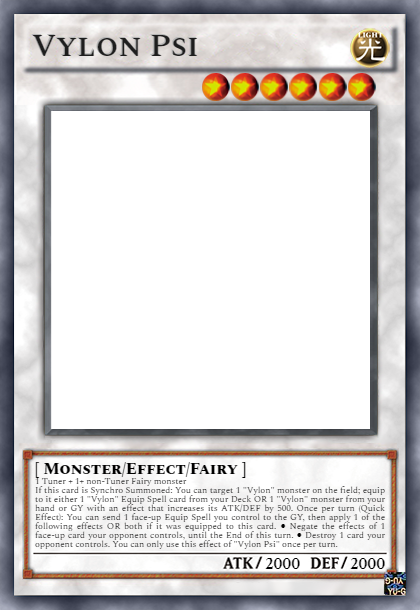 Vylon Psi
LIGHT
光
[ Monster/Effect/Fairy ]
1 Tuner + 1+ non-Tuner Fairy monster
If this card is Synchro Summoned: You can target 1 "Vylon" monster on the field; equip
to it either 1 "Vylon" Equip Spell card from your Deck OR 1 "Vylon" monster from your
hand or GY with an effect that increases its ATK/DEF by 500. Once per turn (Quick
Effect): You can send 1 face-up Equip Spell you control to the GY, then apply 1 of the
following effects OR both if it was equipped to this card. ● Negate the effects of 1
face-up card your opponent controls, until the End of this turn. ● Destroy 1 card your
opponent controls. You can only use this effect of "Vylon Psi" once per turn.
ATK/ 2000 DEF/ 2000
YU-G